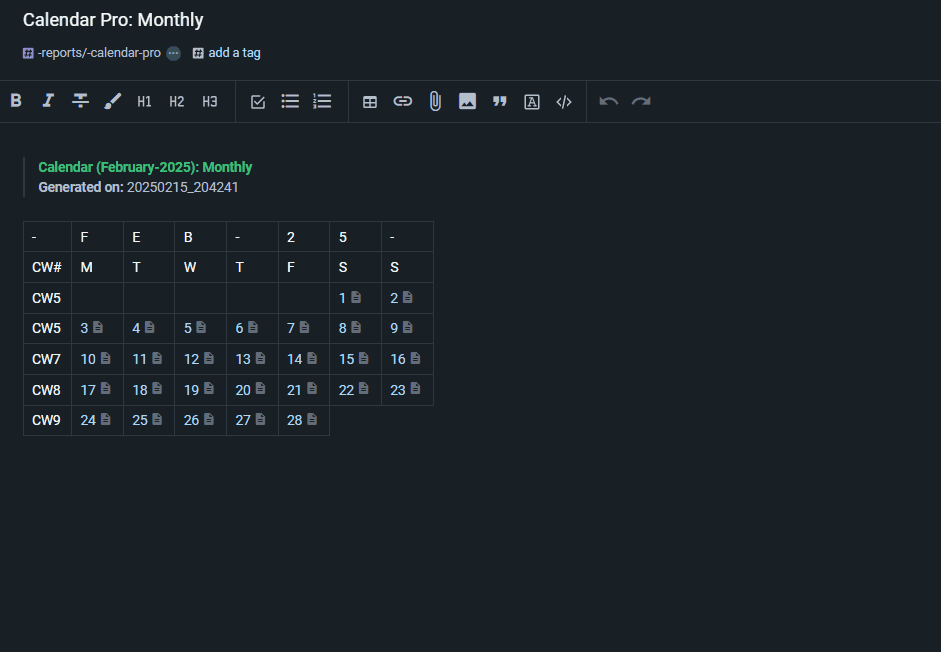 Calendar Pro: Monthly
-reports/-calendar-pro add a tag
B I T H1 H2 H3 A </>
Calendar (February-2025): Monthly
Generated on: 20250215_204241
- F E B - 2 5 -
CW# M T W T F S S
CW5 1 2
CW5 3 4 5 6 7 8 9
CW7 10 11 12 13 14 15 16
CW8 17 18 19 20 21 22 23
CW9 24 25 26 27 28